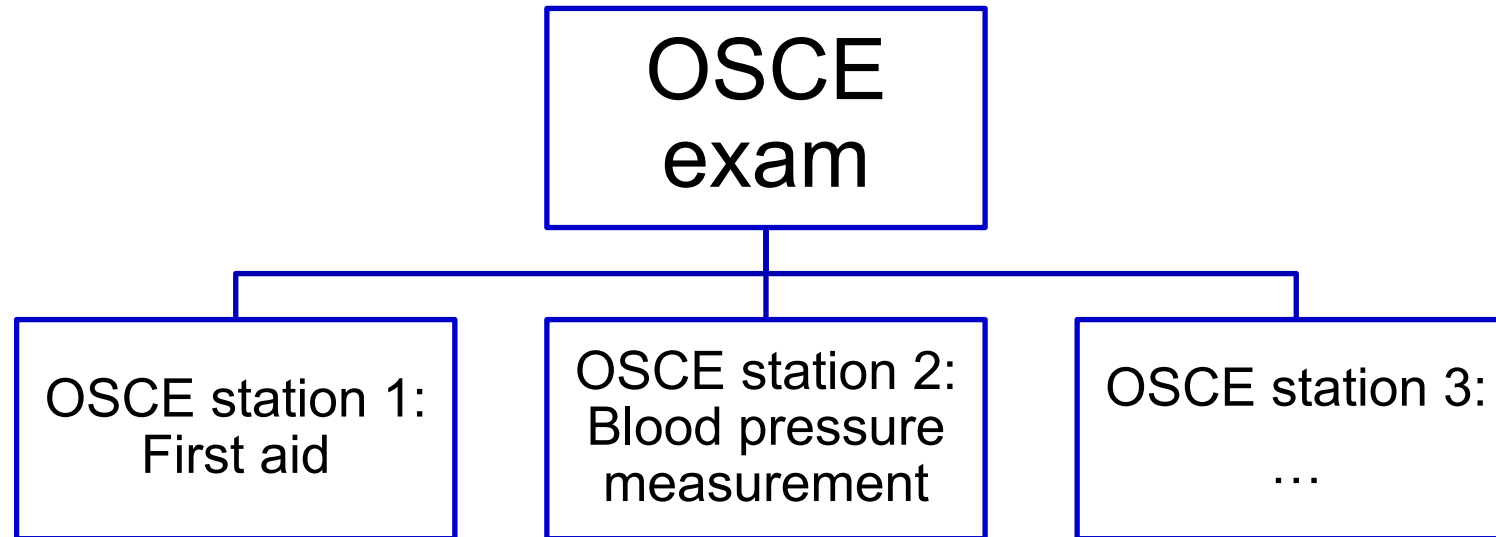 OSCE
exam
OSCE station 1:
First aid
OSCE station 2:
Blood pressure
measurement
OSCE station 3:
…